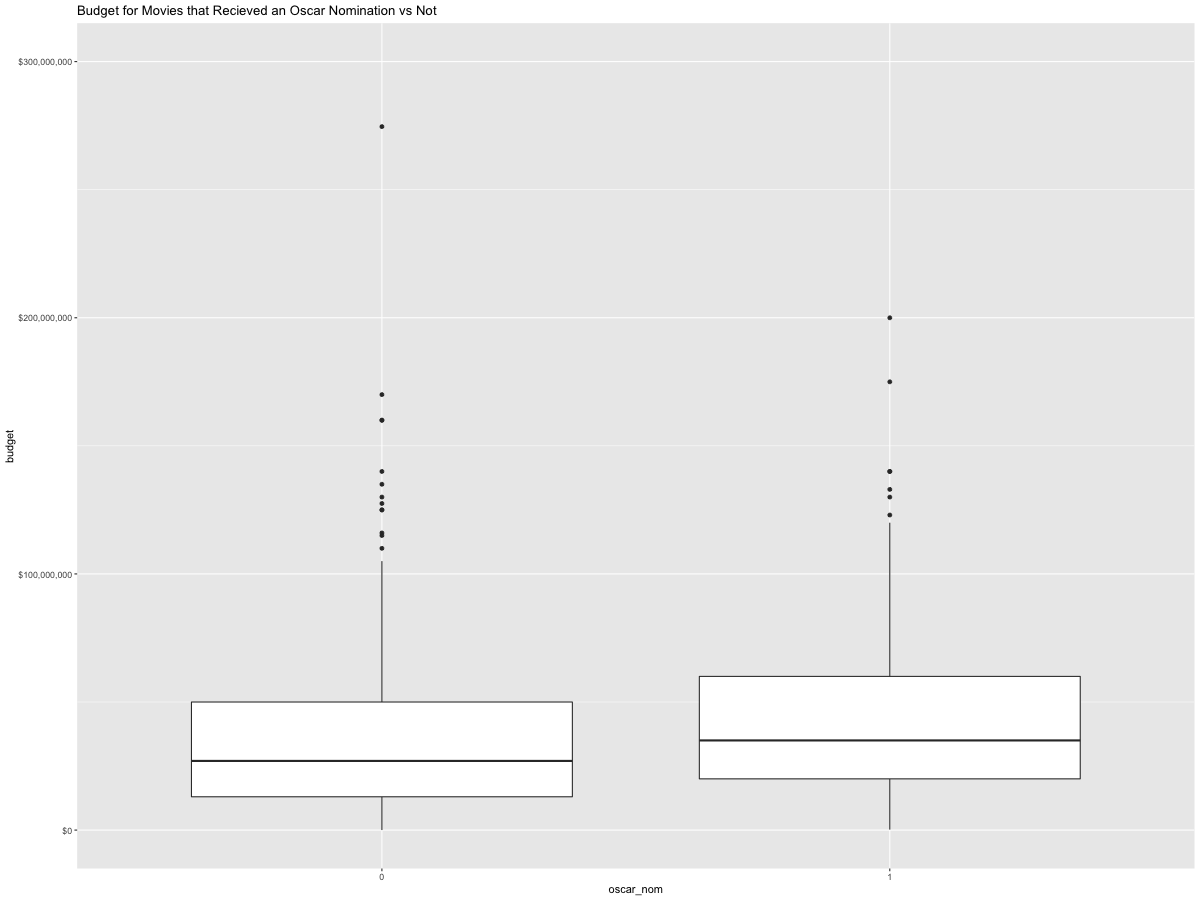 Budget for Movies that Recieved an Oscar Nomination vs Not
$300,000,000
$200,000,000
budget
$100,000,000
$0
0
1
oscar_nom